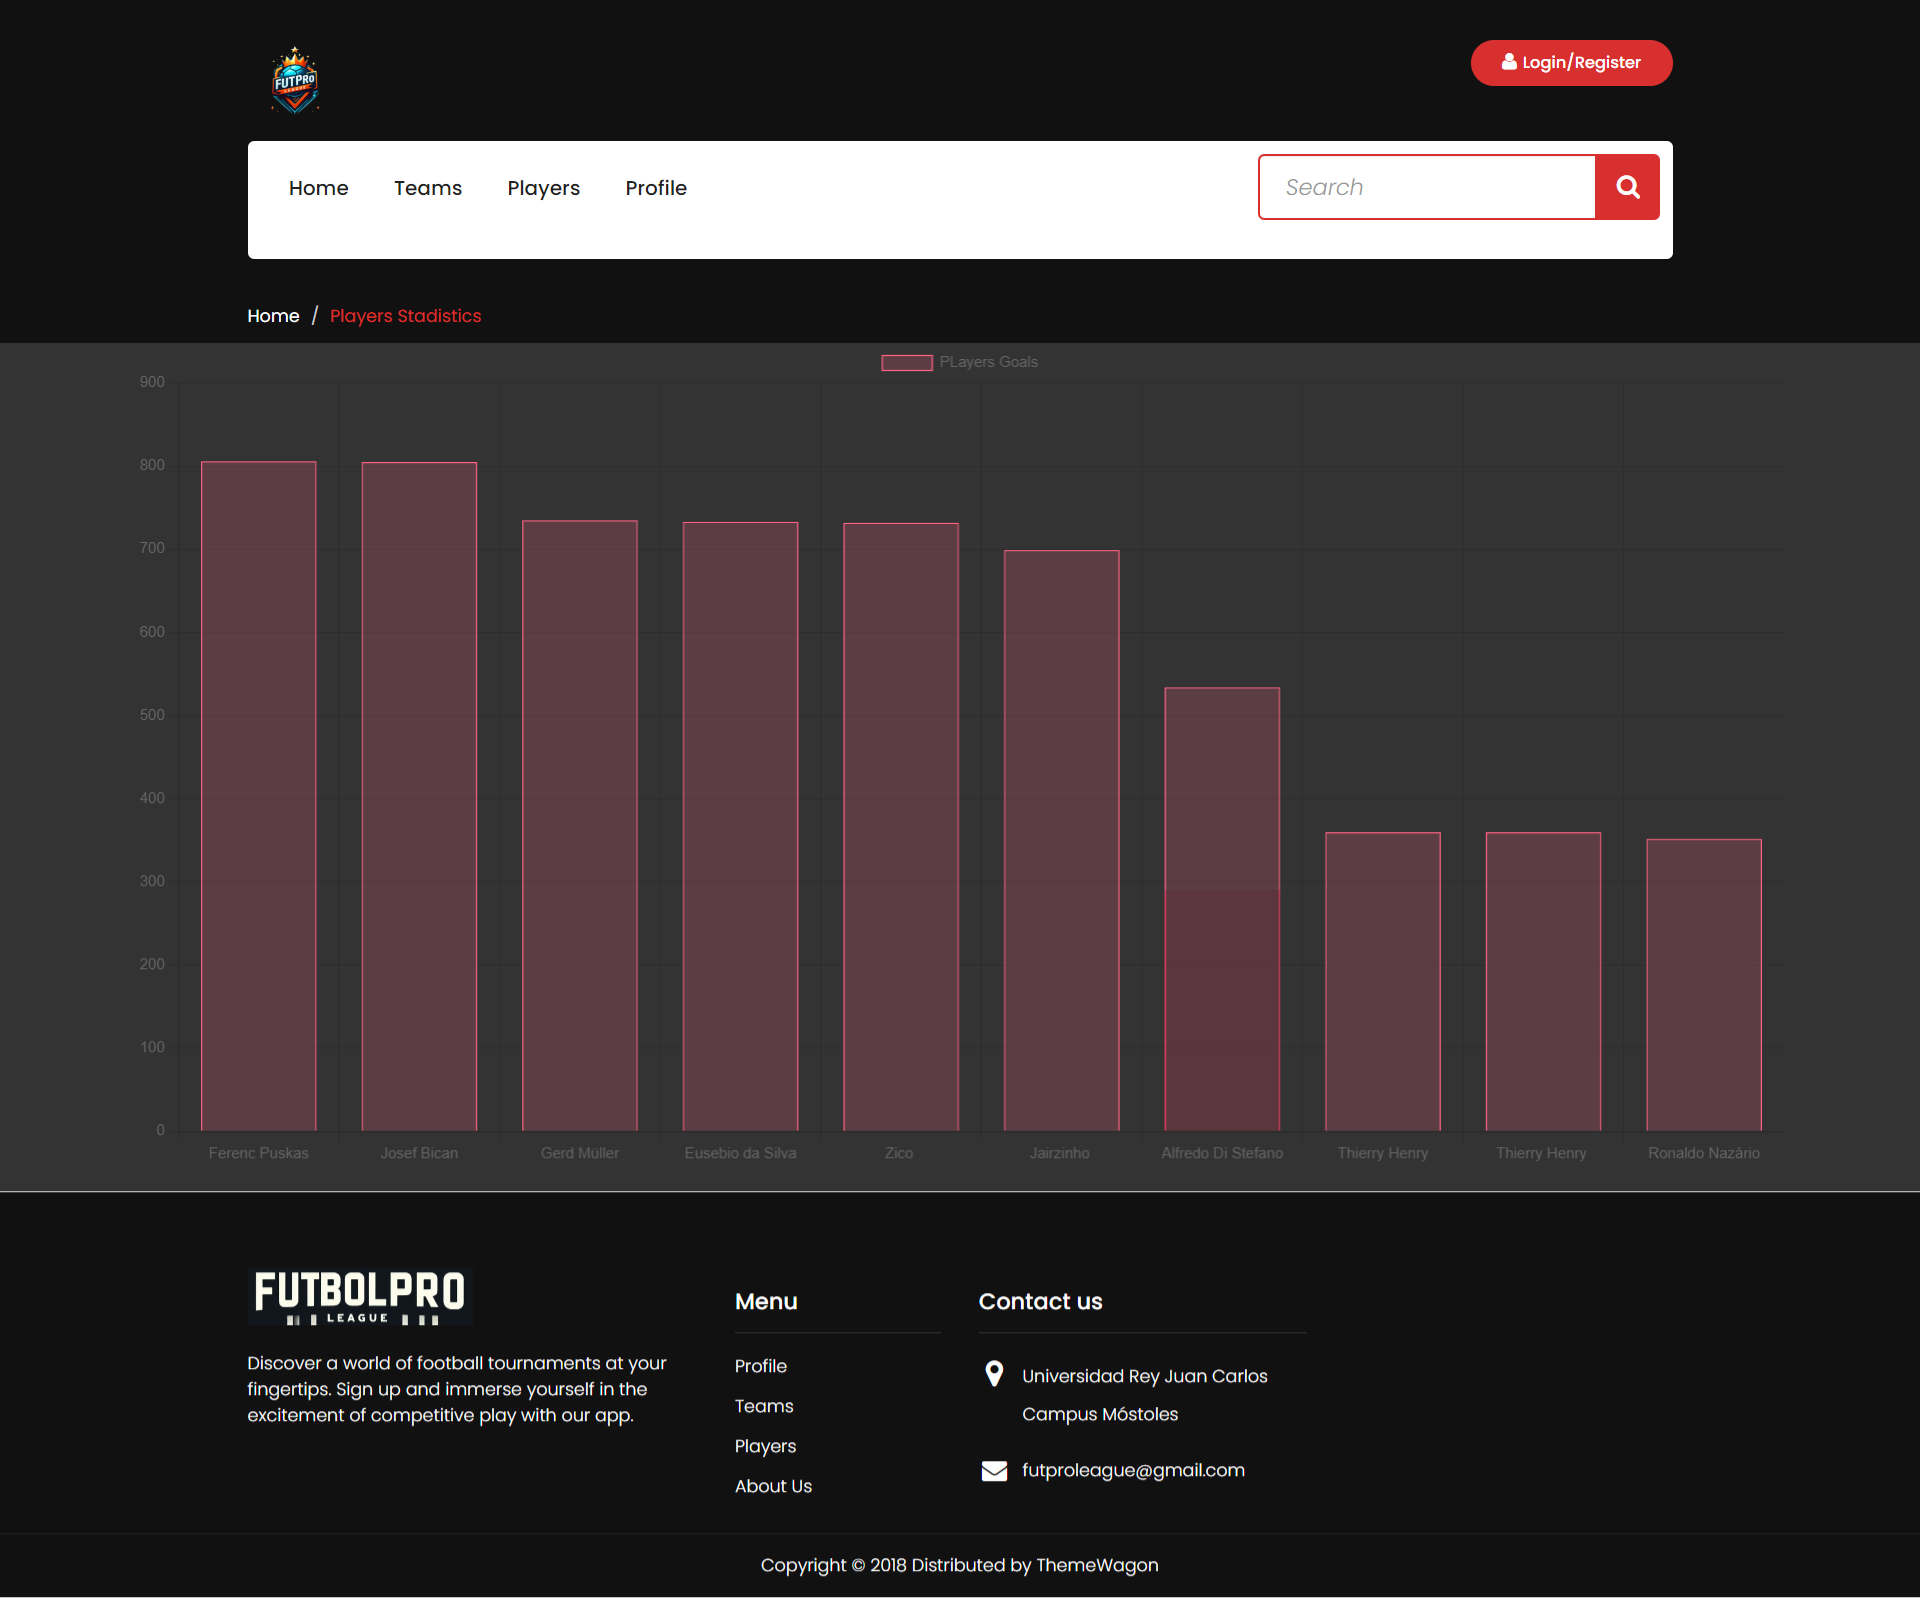 FUTPRO
LEAGUE
Login/Register
Home Teams Players Profile
Search
Home / Players Stadistics
PLayers Goals
900
800
700
600
500
400
300
200
100
0
Ferenc Puskas Josef Bican Gerd Müller Eusebio da Silva Zico Jairzinho Alfredo Di Stefano Thierry Henry Thierry Henry Ronaldo Nazário
FUTBOLPRO
LEAGUE
Discover a world of football tournaments at your
fingertips. Sign up and immerse yourself in the
excitement of competitive play with our app.
Menu
Profile
Teams
Players
About Us
Contact us
Universidad Rey Juan Carlos
Campus Móstoles
futproleague@gmail.com
Copyright © 2018 Distributed by ThemeWagon